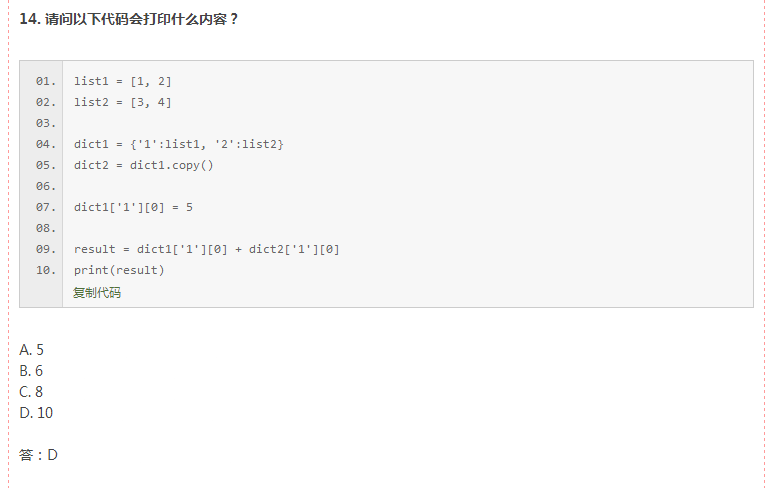 14. 请问以下代码会打印什么内容？
01. list1 = [1, 2]
02. list2 = [3, 4]
03.
04. dict1 = {'1':list1, '2':list2}
05. dict2 = dict1.copy()
06.
07. dict1['1'][0] = 5
08.
09. result = dict1['1'][0] + dict2['1'][0]
10. print(result)
复制代码
A. 5
B. 6
C. 8
D. 10
答：D